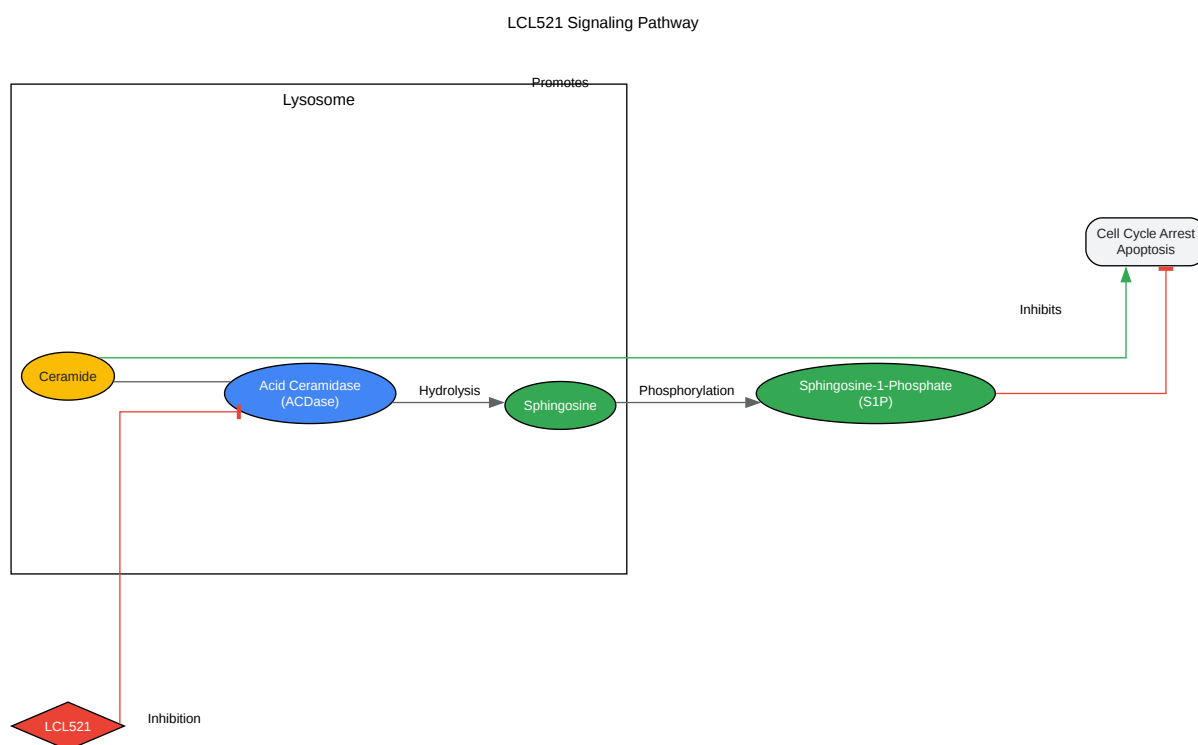 LCL521 Signaling Pathway
Promotes
Lysosome
Cell Cycle Arrest
Apoptosis
Inhibits
Ceramide
Acid Ceramidase
(ACDase)
Hydrolysis
Sphingosine
Phosphorylation
Sphingosine-1-Phosphate
(S1P)
LCL521
Inhibition